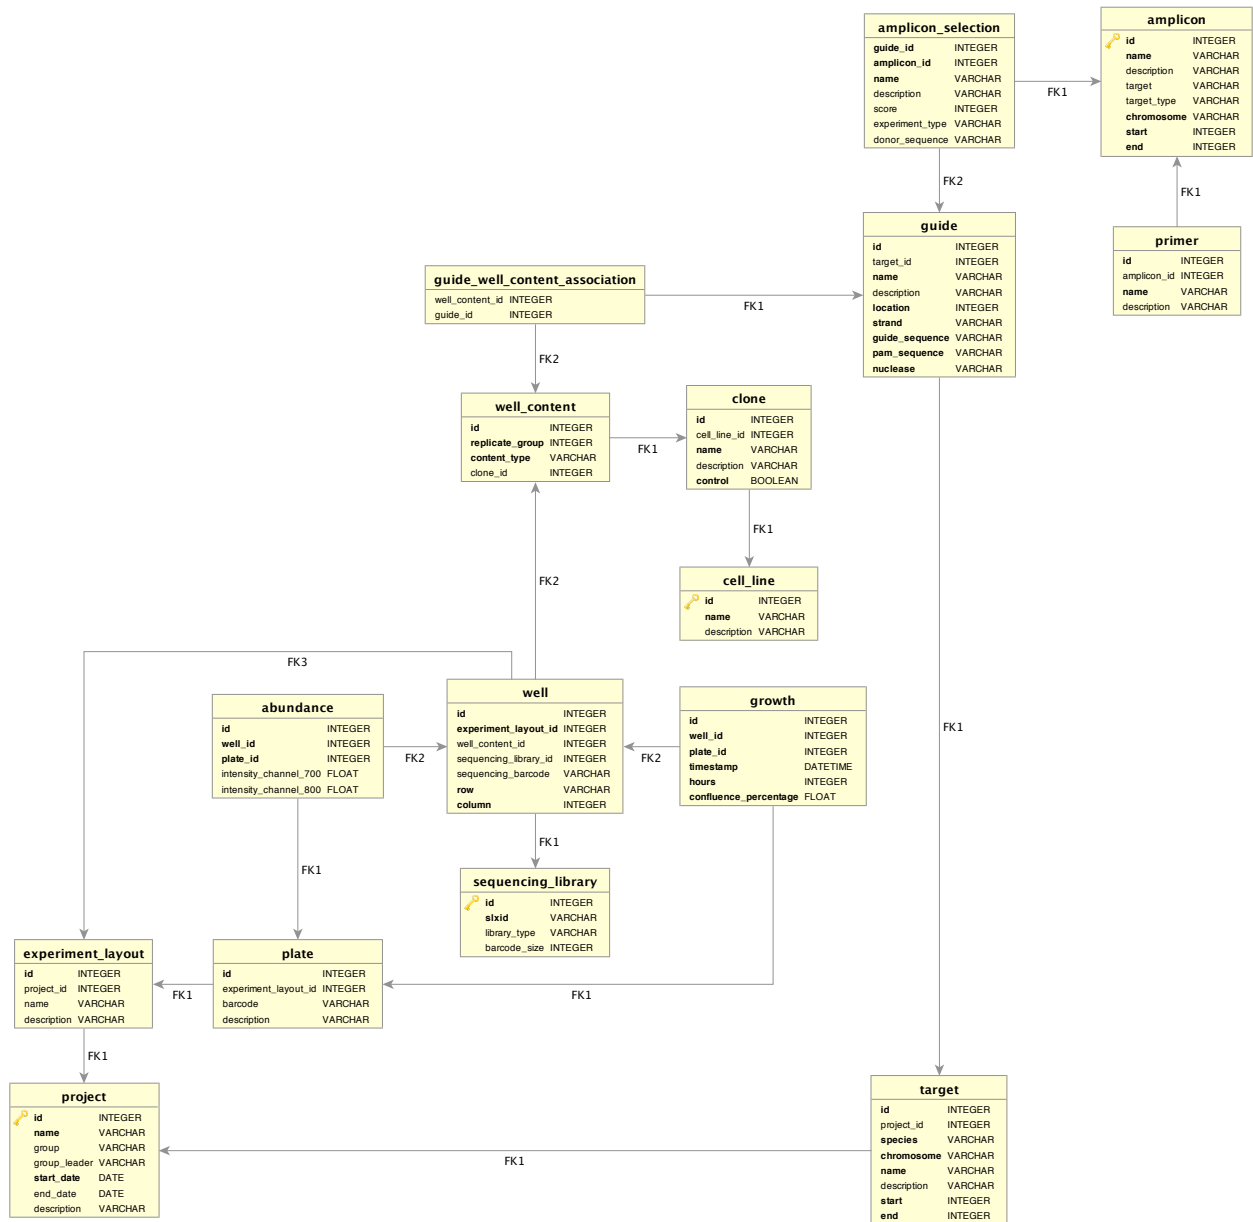 amplicon_selection
guide_id INTEGER
amplicon_id INTEGER
name VARCHAR
description VARCHAR
score INTEGER
experiment_type VARCHAR
donor_sequence VARCHAR
FK1
FK2
amplicon
id INTEGER
name VARCHAR
description VARCHAR
target VARCHAR
target_type VARCHAR
chromosome VARCHAR
start INTEGER
end INTEGER
FK1
primer
id INTEGER
amplicon_id INTEGER
name VARCHAR
description VARCHAR
guide
id INTEGER
target_id INTEGER
name VARCHAR
description VARCHAR
location INTEGER
strand VARCHAR
guide_sequence VARCHAR
pam_sequence VARCHAR
nuclease VARCHAR
guide_well_content_association
well_content_id INTEGER
guide_id INTEGER
FK1
FK2
well_content
id INTEGER
replicate_group INTEGER
content_type VARCHAR
clone_id INTEGER
FK1
clone
id INTEGER
cell_line_id INTEGER
name VARCHAR
description VARCHAR
control BOOLEAN
FK1
cell_line
id INTEGER
name VARCHAR
description VARCHAR
FK2
FK3
abundance
id INTEGER
well_id INTEGER
plate_id INTEGER
intensity_channel_700 FLOAT
intensity_channel_800 FLOAT
FK2
well
id INTEGER
experiment_layout_id INTEGER
well_content_id INTEGER
sequencing_library_id INTEGER
sequencing_barcode VARCHAR
row VARCHAR
column INTEGER
FK2
growth
id INTEGER
well_id INTEGER
plate_id INTEGER
timestamp DATETIME
hours INTEGER
confluence_percentage FLOAT
FK1
FK1
FK1
sequencing_library
id INTEGER
slxid VARCHAR
library_type VARCHAR
barcode_size INTEGER
experiment_layout
id INTEGER
project_id INTEGER
name VARCHAR
description VARCHAR
FK1
plate
id INTEGER
experiment_layout_id INTEGER
barcode VARCHAR
description VARCHAR
FK1
FK1
project
id INTEGER
name VARCHAR
group VARCHAR
group_leader VARCHAR
start_date DATE
end_date DATE
description VARCHAR
FK1
target
id INTEGER
project_id INTEGER
species VARCHAR
chromosome VARCHAR
name VARCHAR
description VARCHAR
start INTEGER
end INTEGER